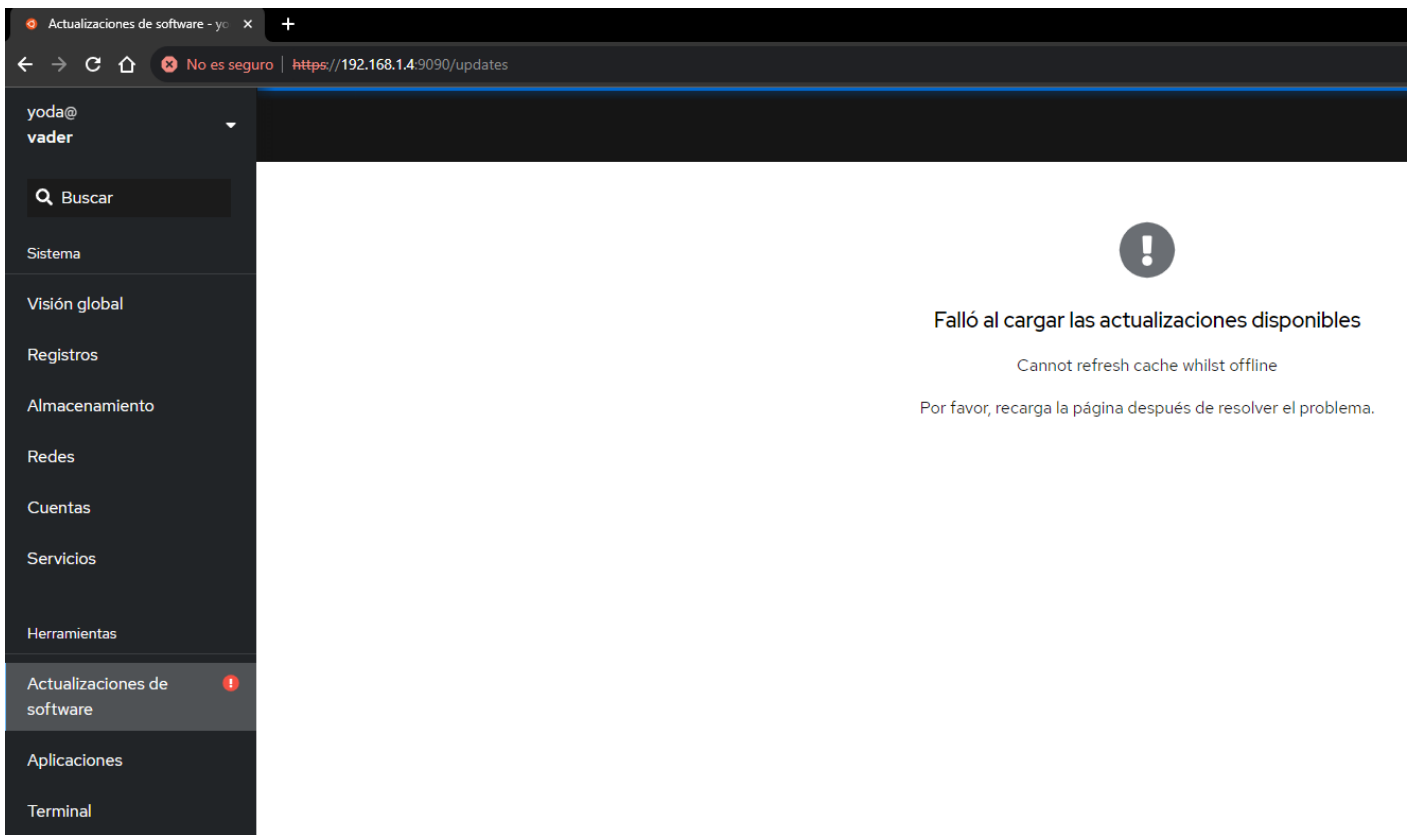 Actualizaciones de software - yo
No es seguro | https://192.168.1.4:9090/updates
yoda@
vader
Buscar
Sistema
Visión global
Registros
Almacenamiento
Redes
Cuentas
Servicios
Herramientas
Actualizaciones de
software
Aplicaciones
Terminal
Falló al cargar las actualizaciones disponibles
Cannot refresh cache whilst offline
Por favor, recarga la página después de resolver el problema.